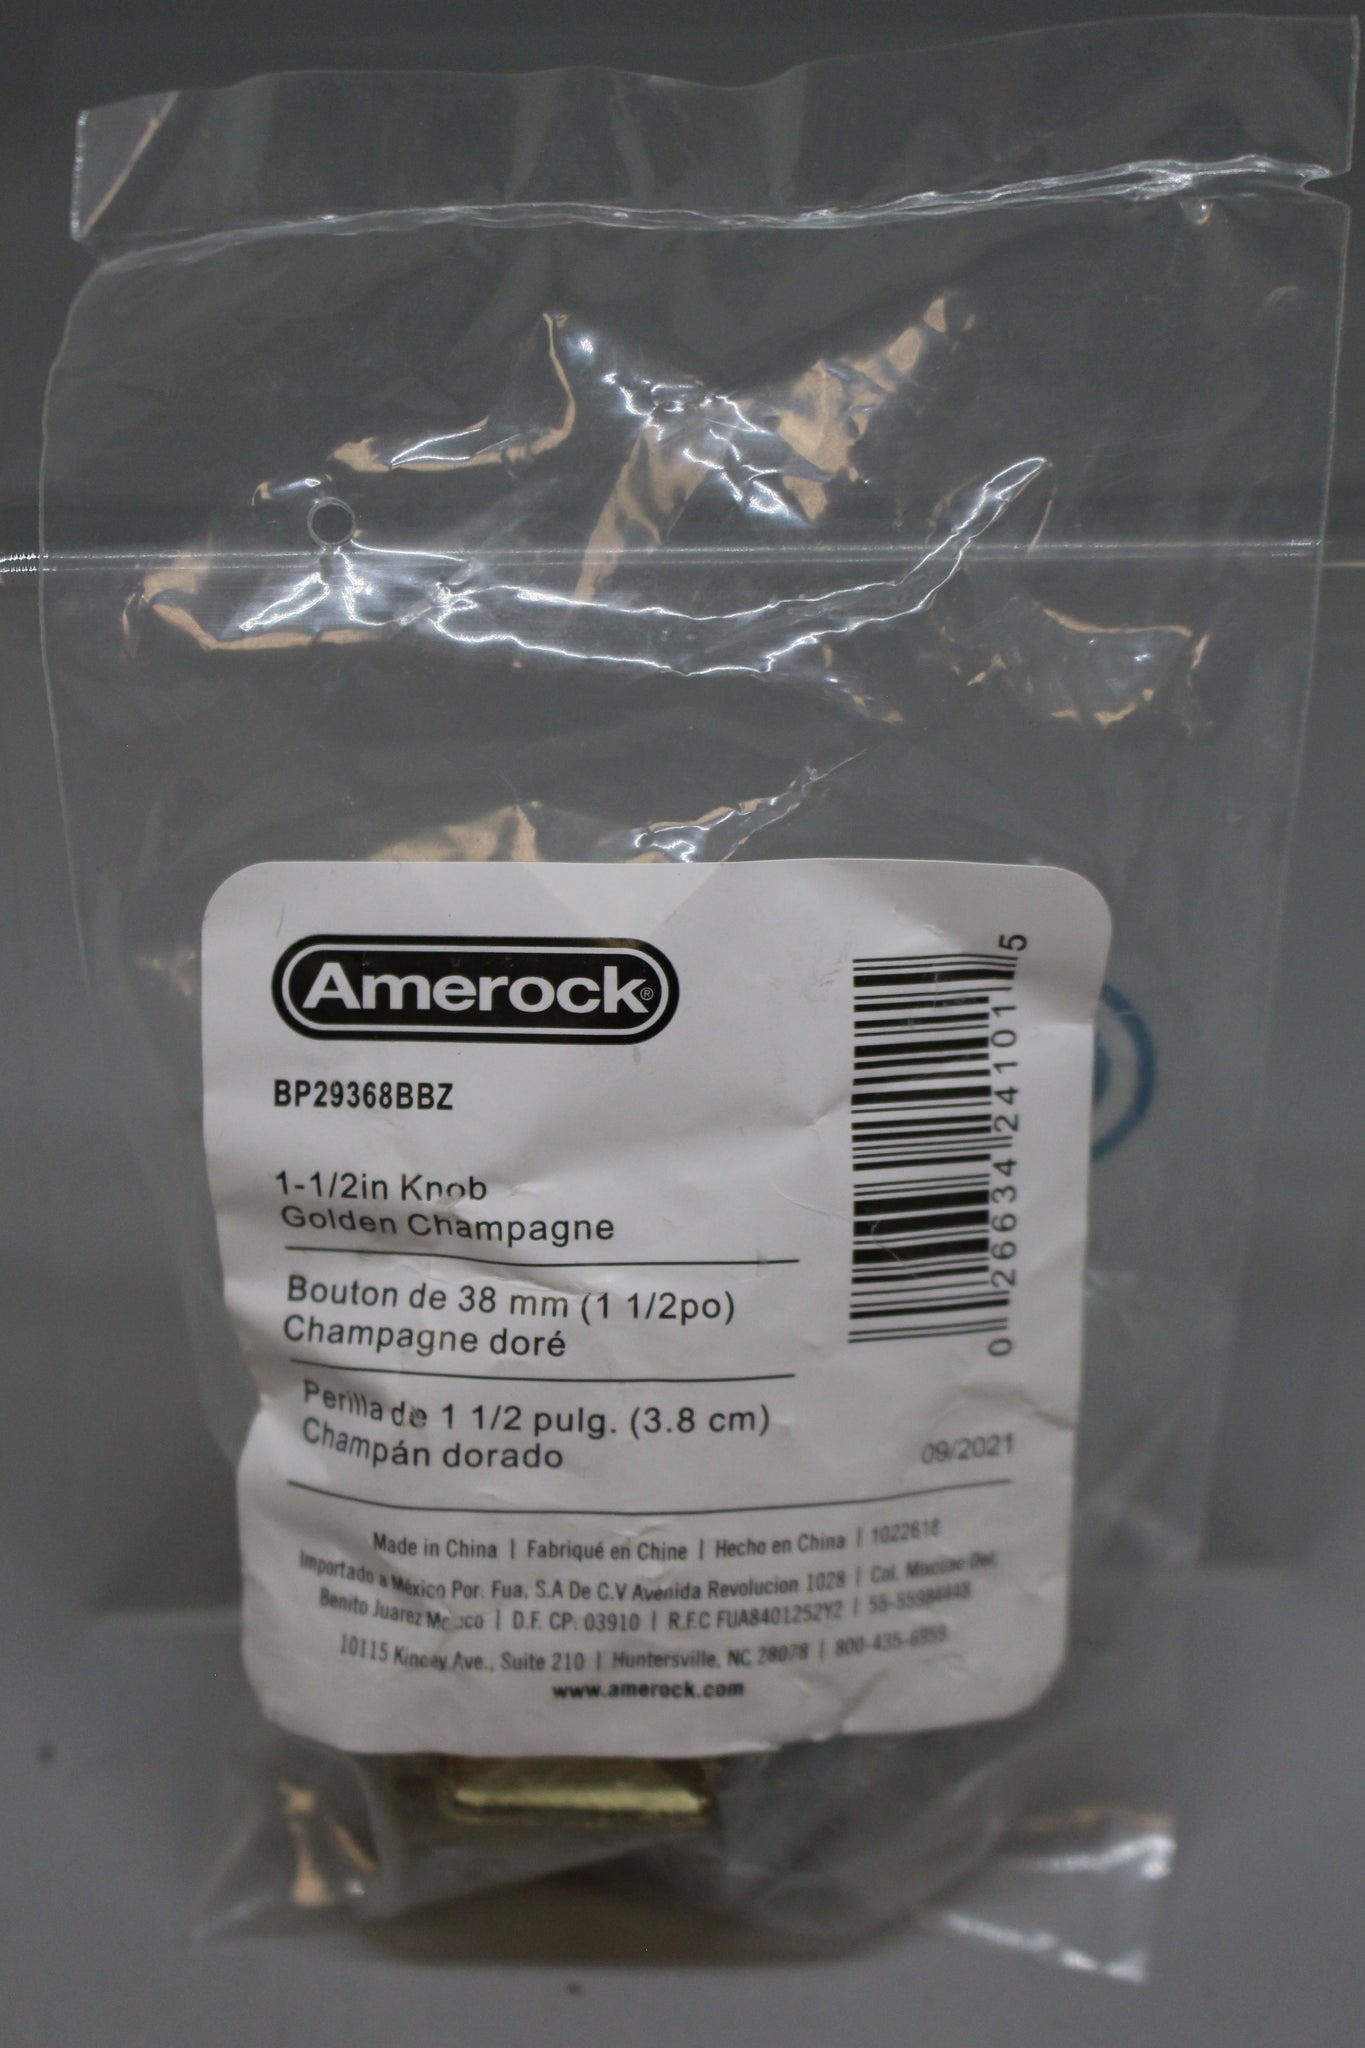 Amerock®
BP29368BBZ
1-1/2in Knob
Golden Champagne
Bouton de 38 mm (1 1/2po)
Champagne doré
Perilla de 1 1/2 pulg. (3.8 cm)
Champán dorado
0 26634 24101 5
09/2021
Made in China | Fabriqué en Chine | Hecho en China | 1022618
Importado a México Por: Fua, S.A De C.V Avenida Revolucion 1028 | Col. Mixcoac Del.
Benito Juarez | D.F. CP: 03910 | R.F.C FUA8401252Y2 | 55-55984448
10115 Kincey Ave., Suite 210 | Huntersville, NC 28078 | 800-435-6959
www.amerock.com